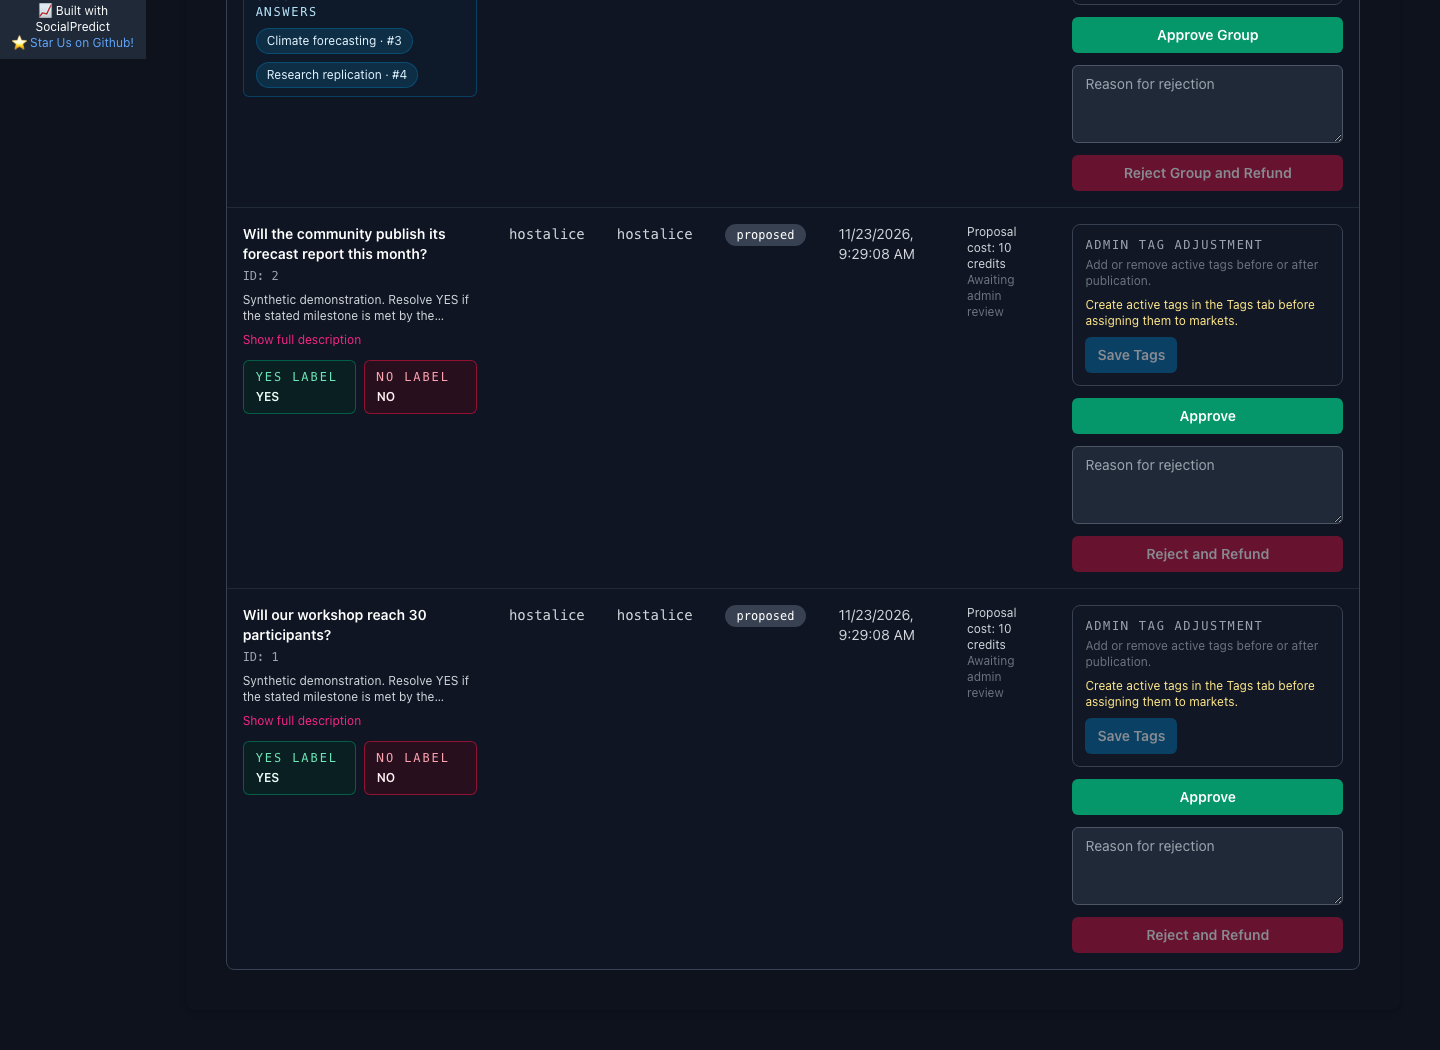 📈 Built with
SocialPredict
⭐ Star Us on Github!
ANSWERS
Climate forecasting · #3
Research replication · #4
Approve Group
Reason for rejection
Reject Group and Refund
Will the community publish its
forecast report this month?
ID: 2
Synthetic demonstration. Resolve YES if
the stated milestone is met by the…
Show full description
YES LABEL
YES
NO LABEL
NO
hostalice
hostalice
proposed
11/23/2026,
9:29:08 AM
Proposal
cost: 10
credits
Awaiting
admin
review
ADMIN TAG ADJUSTMENT
Add or remove active tags before or after
publication.
Create active tags in the Tags tab before
assigning them to markets.
Save Tags
Approve
Reason for rejection
Reject and Refund
Will our workshop reach 30
participants?
ID: 1
Synthetic demonstration. Resolve YES if
the stated milestone is met by the…
Show full description
YES LABEL
YES
NO LABEL
NO
hostalice
hostalice
proposed
11/23/2026,
9:29:08 AM
Proposal
cost: 10
credits
Awaiting
admin
review
ADMIN TAG ADJUSTMENT
Add or remove active tags before or after
publication.
Create active tags in the Tags tab before
assigning them to markets.
Save Tags
Approve
Reason for rejection
Reject and Refund